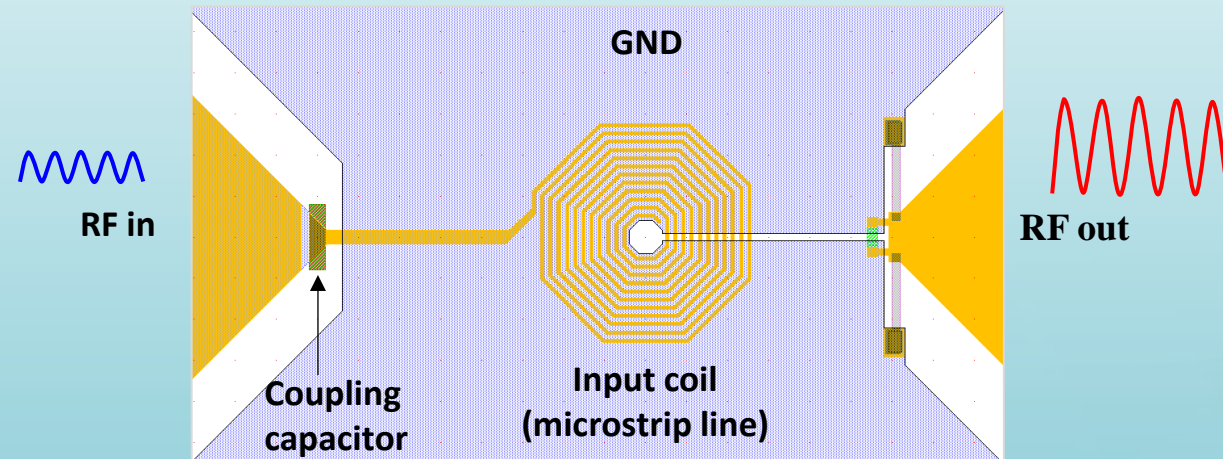 GND
RF in
RF out
Coupling
capacitor
Input coil
(microstrip line)